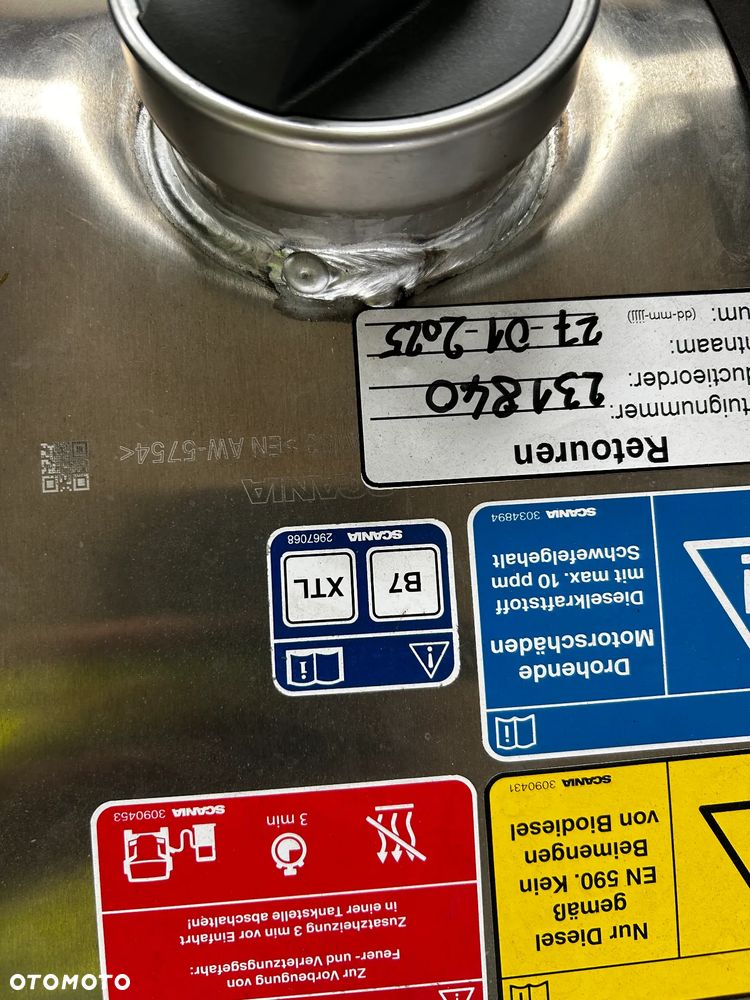 Zur Vorbeugung von
Feuer- und Verletzungsgefahr:
Zusatzheizung 3 min vor Einfahrt
in einer Tankstelle abschalten!
3 min
SCANIA 3090453
Nur Diesel
gemäß
EN 590. Kein
Beimengen
von Biodiesel
SCANIA 3090431
Drohende
Motorschäden
Dieselkraftstoff
mit max. 10 ppm
Schwefelgehalt
SCANIA 3034894
B7
XTL
SCANIA 2967068
SCANIA
>EN AW-5754<
Retouren
tuignummer: 231840
ductieorder:
ntnaam:
um: (dd-mm-jjjj) 27-01-2025
OTOMOTO